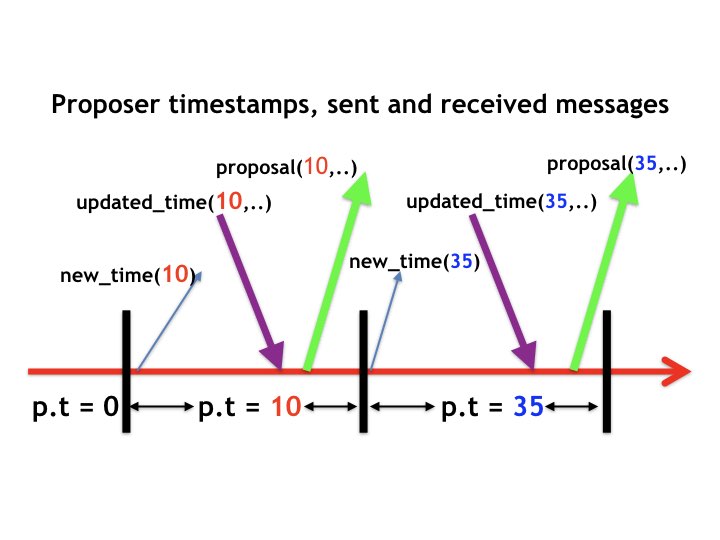 Proposer timestamps, sent and received messages
proposal(10,..)
proposal(35,..)
updated_time(10,..)
updated_time(35,..)
new_time(10)
new_time(35)
p.t = 0
p.t = 10
p.t = 35